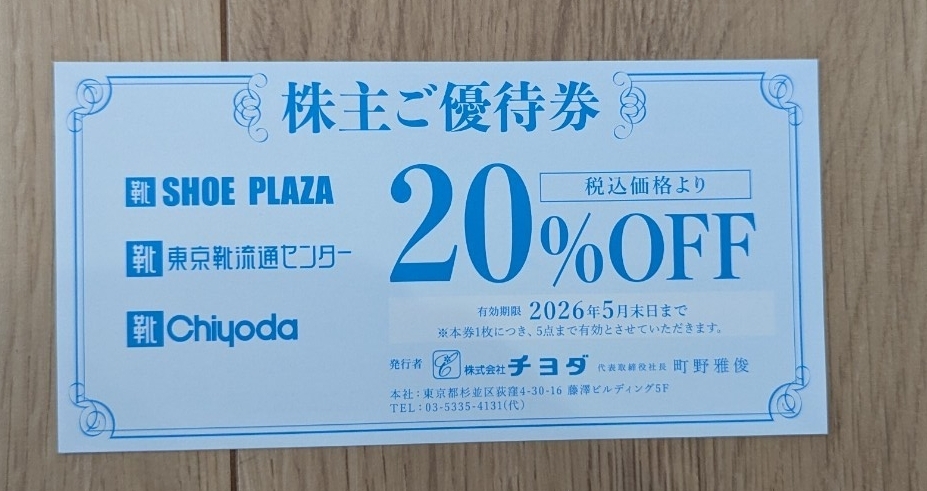 株主ご優待券
靴 SHOE PLAZA
靴 東京靴流通センター
靴 Chiyoda
税込価格より
20%OFF
有効期限 2026年5月末日まで
※本券1枚につき、5点まで有効とさせていただきます。
発行者 株式会社チヨダ 代表取締役社長 町野雅俊
本社：東京都杉並区荻窪4-30-16 藤澤ビルディング5F
TEL：03-5335-4131(代)